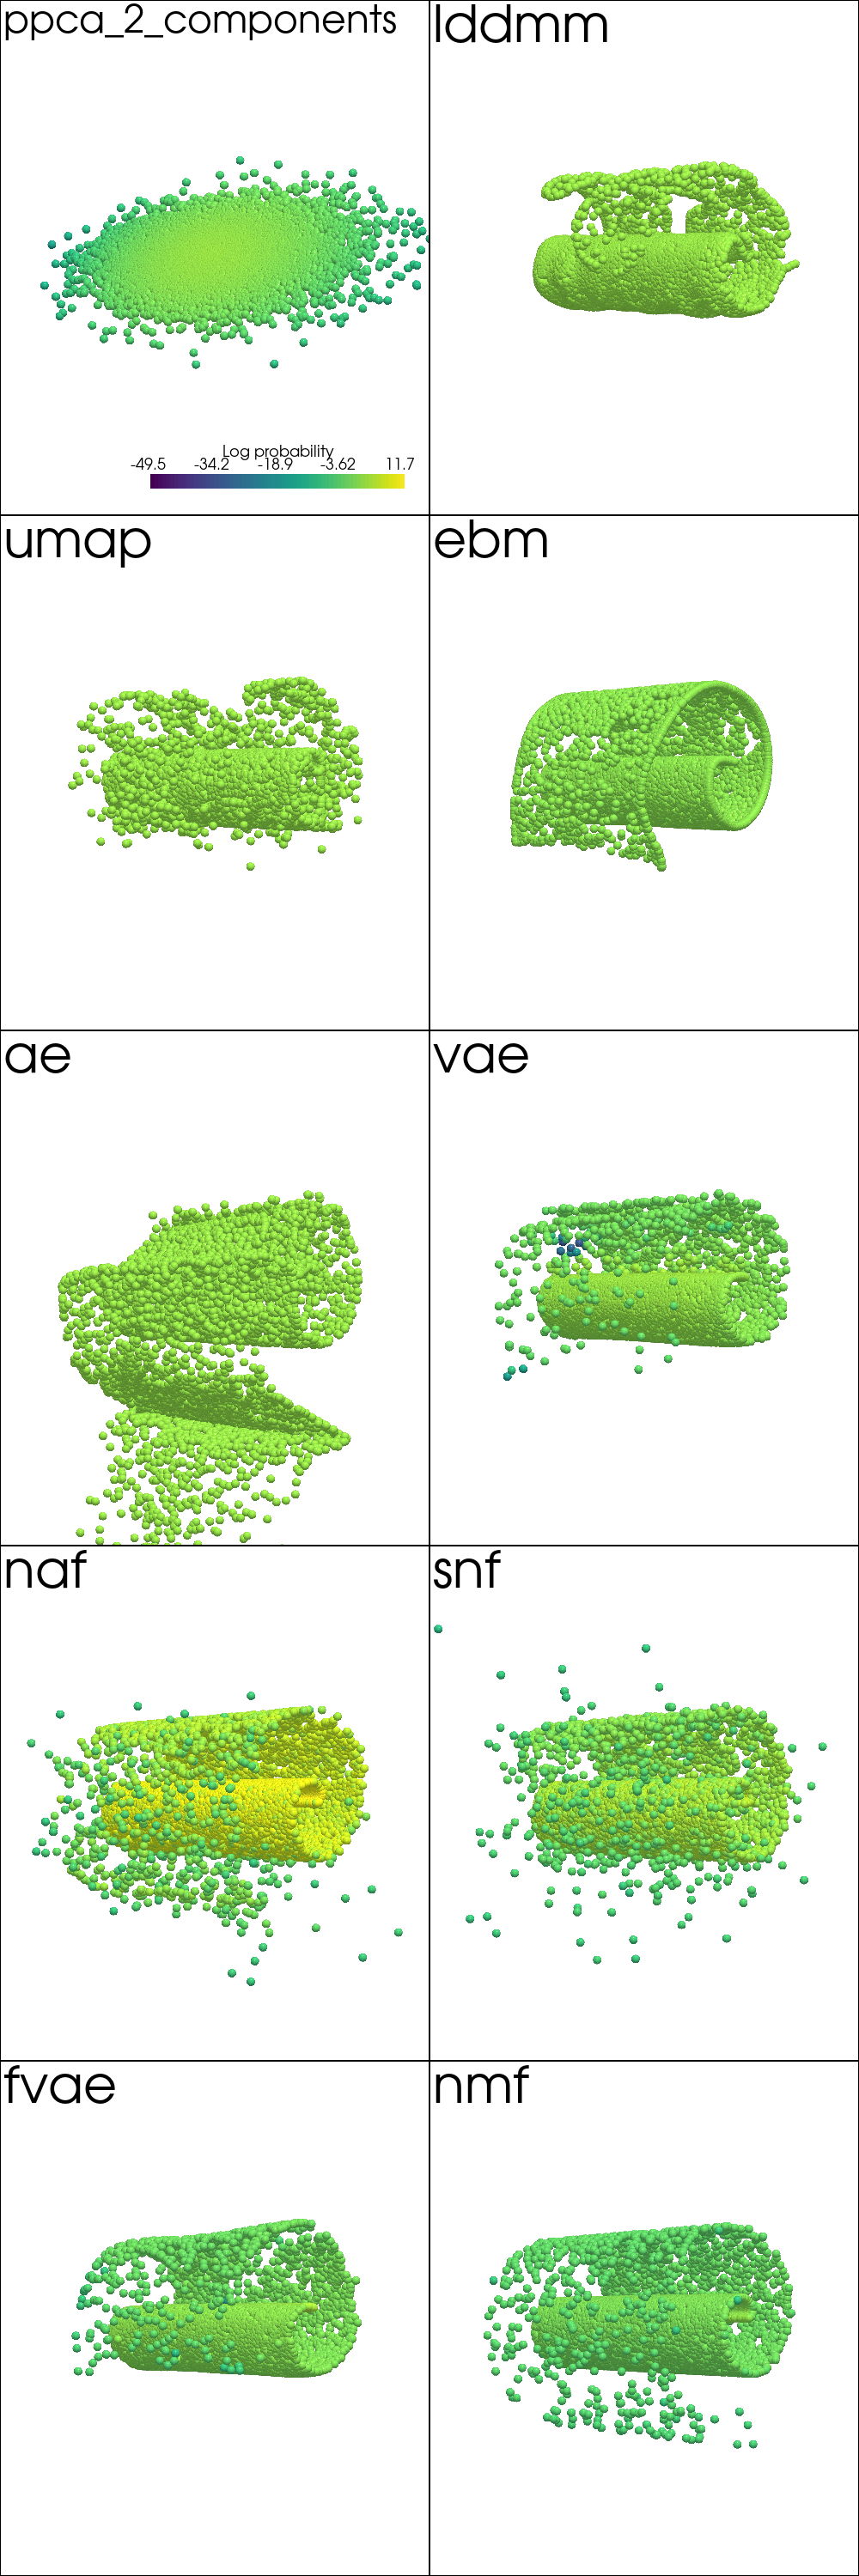 ppca_2_components
lddmm
Log probability
-49.5 -34.2 -18.9 -3.62 11.7
umap
ebm
ae
vae
naf
snf
fvae
nmf